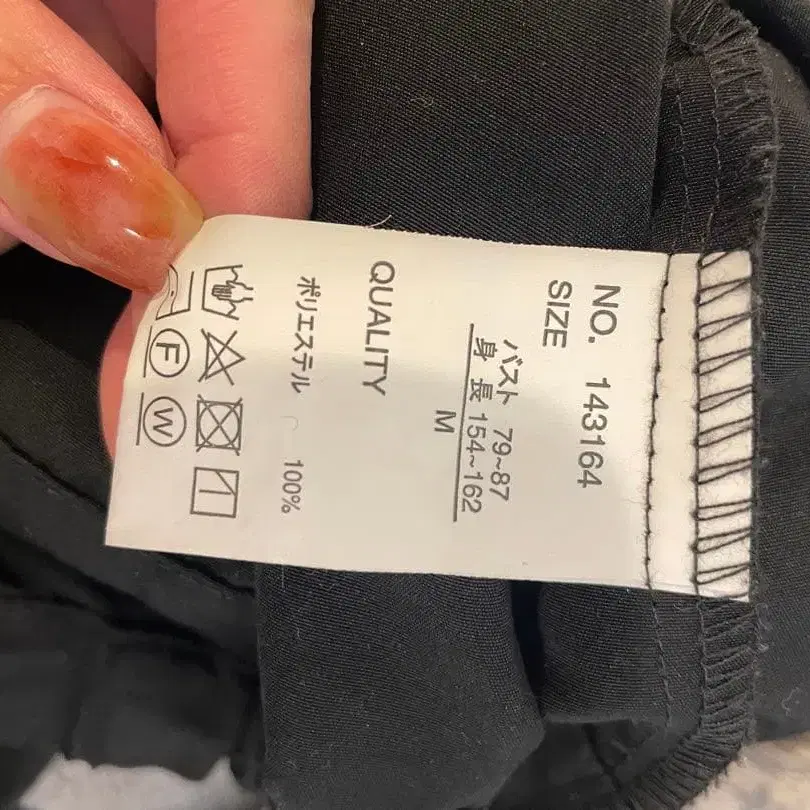 NO. 143164
SIZE
バスト 79~87
身長 154~162
M
QUALITY
ポリエステル 100%
F
W